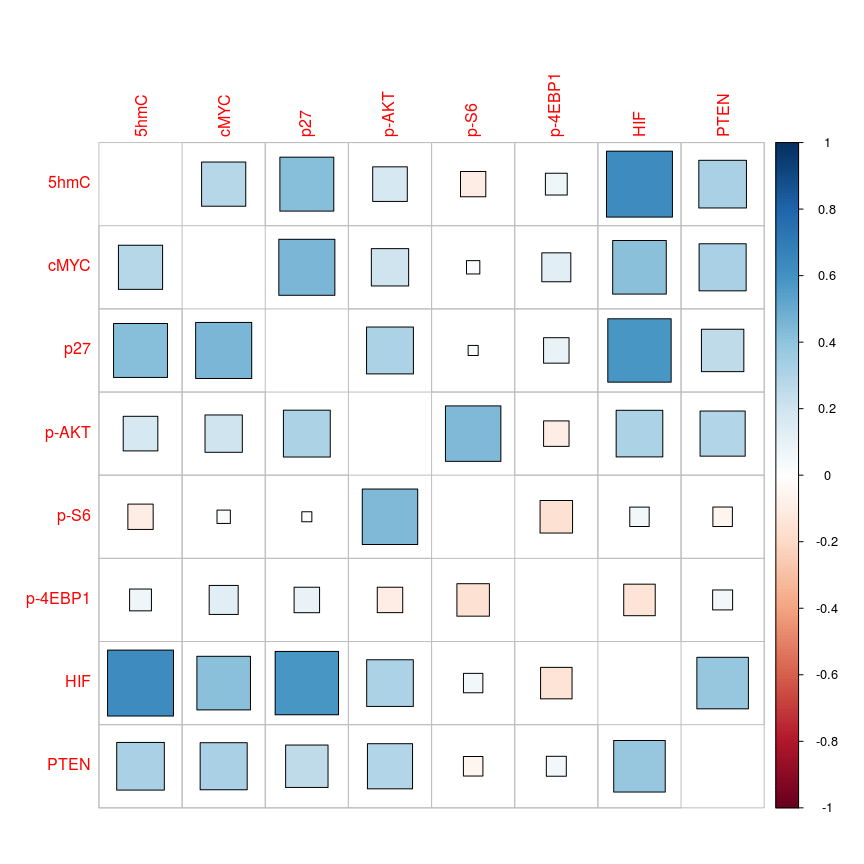 5hmC
cMYC
p27
p-AKT
p-S6
p-4EBP1
HIF
PTEN
5hmC
cMYC
p27
p-AKT
p-S6
p-4EBP1
HIF
PTEN
1
0.8
0.6
0.4
0.2
0
-0.2
-0.4
-0.6
-0.8
-1